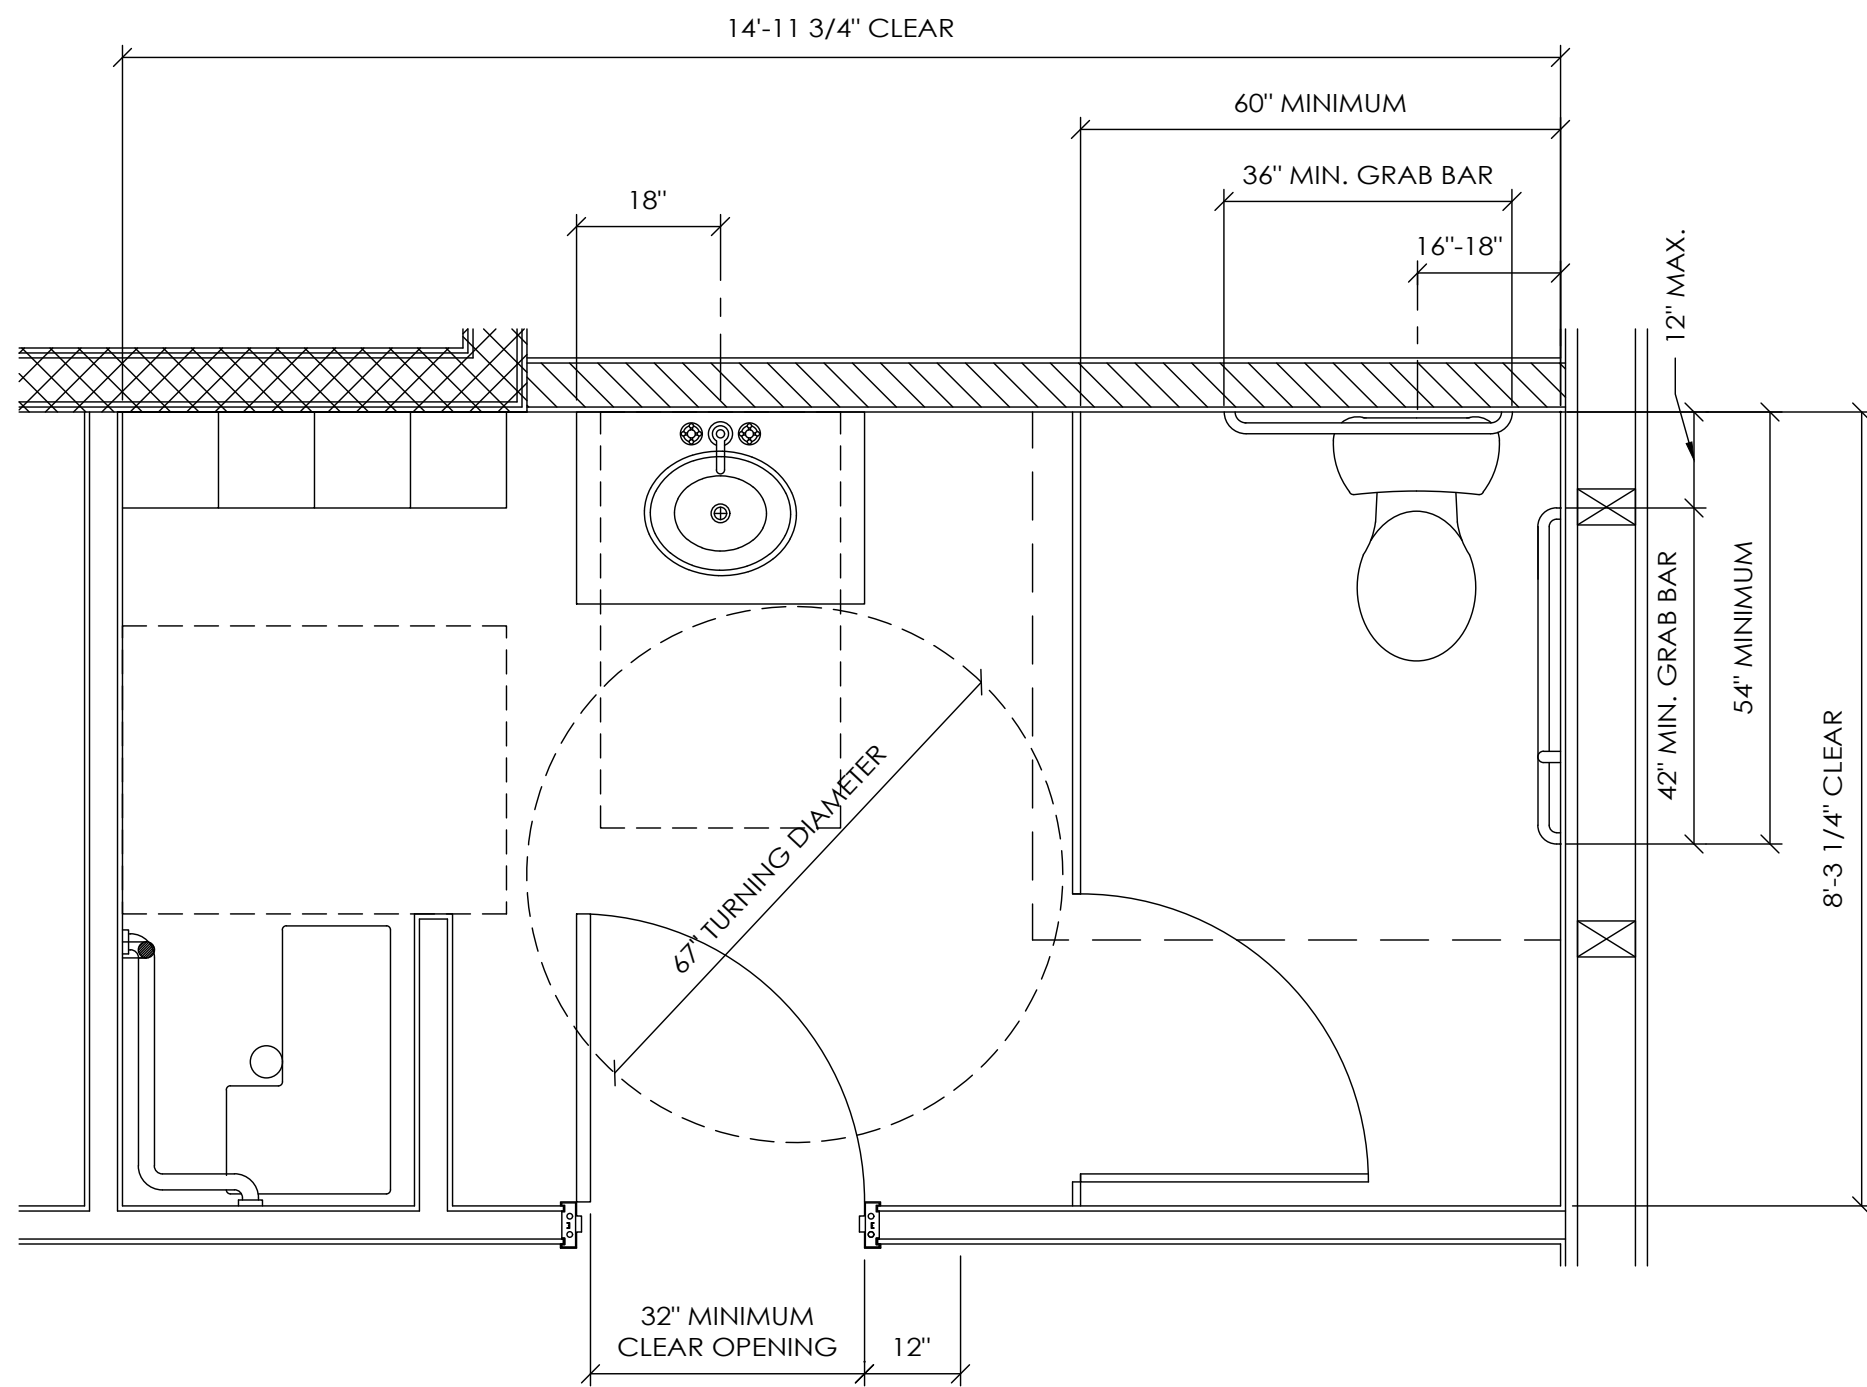 14'-11 3/4" CLEAR
60" MINIMUM
36" MIN. GRAB BAR
18"
16"-18"
12" MAX.
42" MIN. GRAB BAR
54" MINIMUM
8'-3 1/4" CLEAR
67" TURNING DIAMETER
32" MINIMUM
CLEAR OPENING
12"